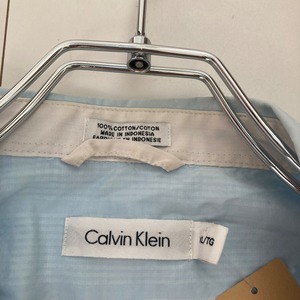 100% COTTON/COTON
MADE IN INDONESIA
FABRIQUÉ EN INDONESIE
Calvin Klein
XL/TG